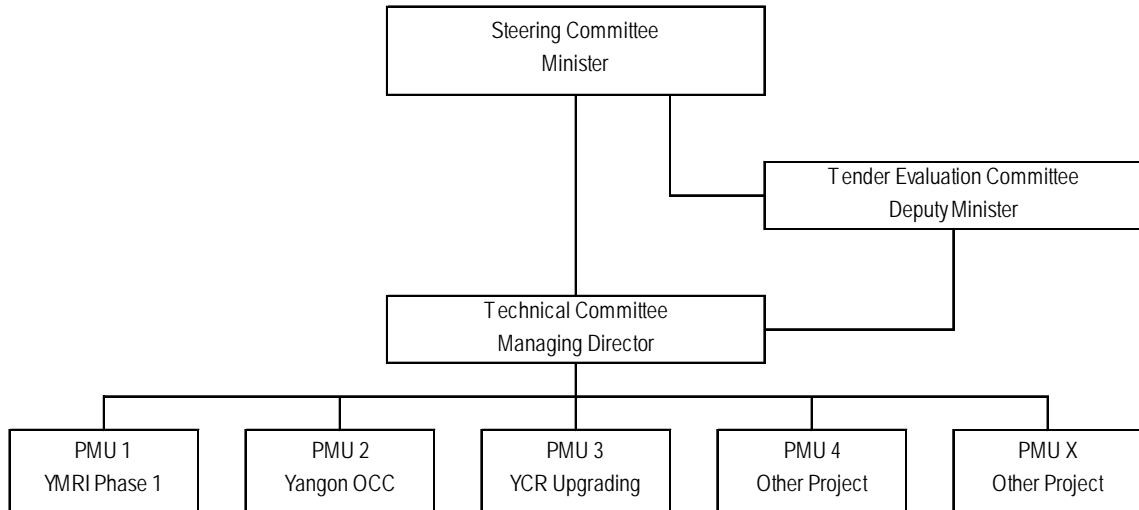 Steering Committee
Minister
Tender Evaluation Committee
Deputy Minister
Technical Committee
Managing Director
PMU 1
YMRI Phase 1
PMU 2
Yangon OCC
PMU 3
YCR Upgrading
PMU 4
Other Project
PMU X
Other Project